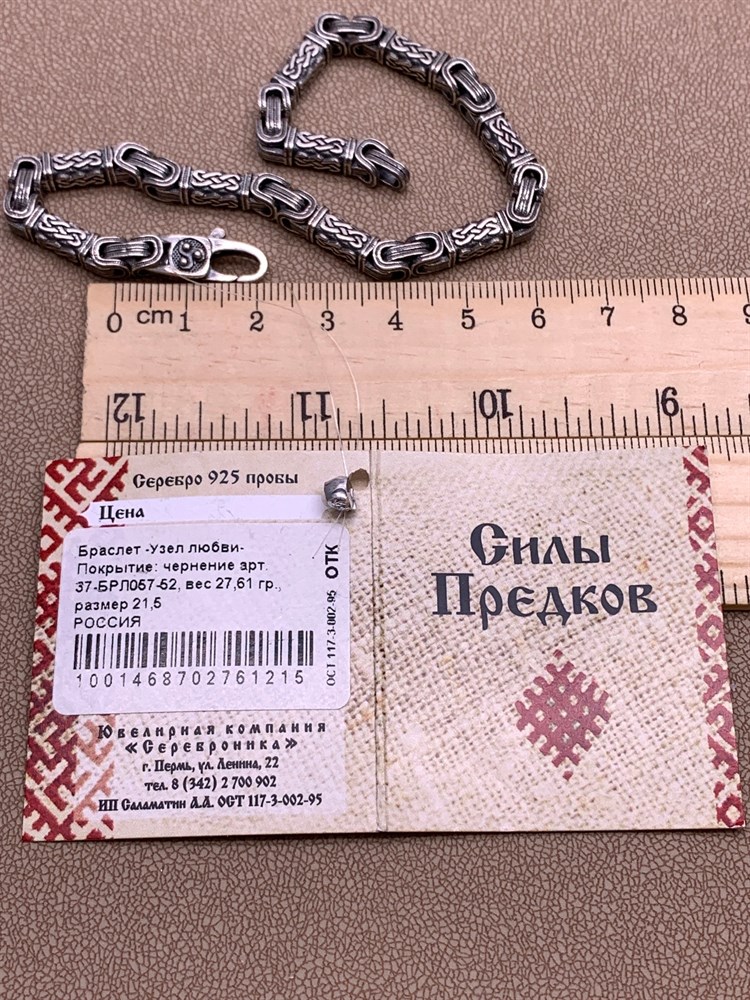 0 cm 1 2 3 4 5 6 7 8
12 11 10 9
Серебро 925 пробы
Цена
Браслет -Узел любви-
Покрытие: чернение арт.
37-БРЛ057-52, вес 27,61 гр.,
размер 21,5
РОССИЯ
1001468702761215
ОСТ 117-3-002-95 ОТК
Ювелирная компания
«Сереброника»
г. Пермь, ул. Ленина, 22
тел. 8 (342) 2 700 902
ИП Саламатин А.А. ОСТ 117-3-002-95
Силы
Предков